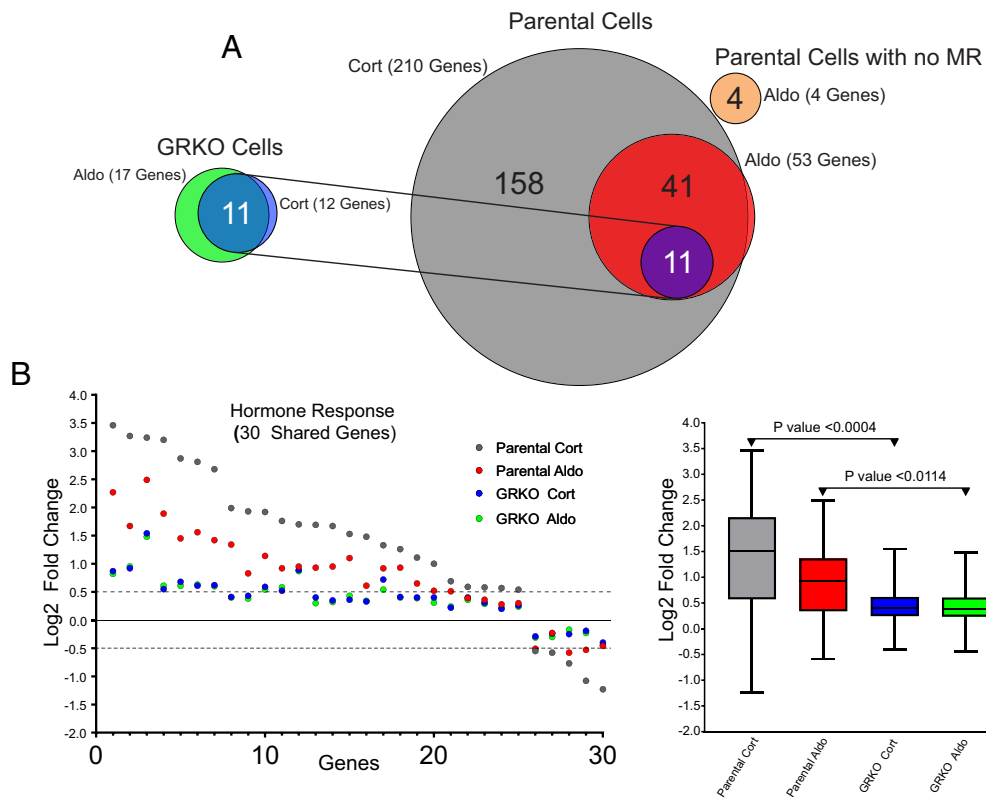 A
Parental Cells
Cort (210 Genes)
Parental Cells with no MR
4
Aldo (4 Genes)
GRKO Cells
Aldo (17 Genes)
11
Cort (12 Genes)
158
41
Aldo (53 Genes)
11
B
Hormone Response
(30 Shared Genes)
Parental Cort
Parental Aldo
GRKO Cort
GRKO Aldo
Log2 Fold Change
4.0
3.5
3.0
2.5
2.0
1.5
1.0
0.5
0.0
-0.5
-1.0
-1.5
-2.0
0
10
20
30
Genes
P value <0.0004
P value <0.0114
Log2 Fold Change
4.0
3.5
3.0
2.5
2.0
1.5
1.0
0.5
0.0
-0.5
-1.0
-1.5
-2.0
Parental Cort
Parental Aldo
GRKO Cort
GRKO Aldo